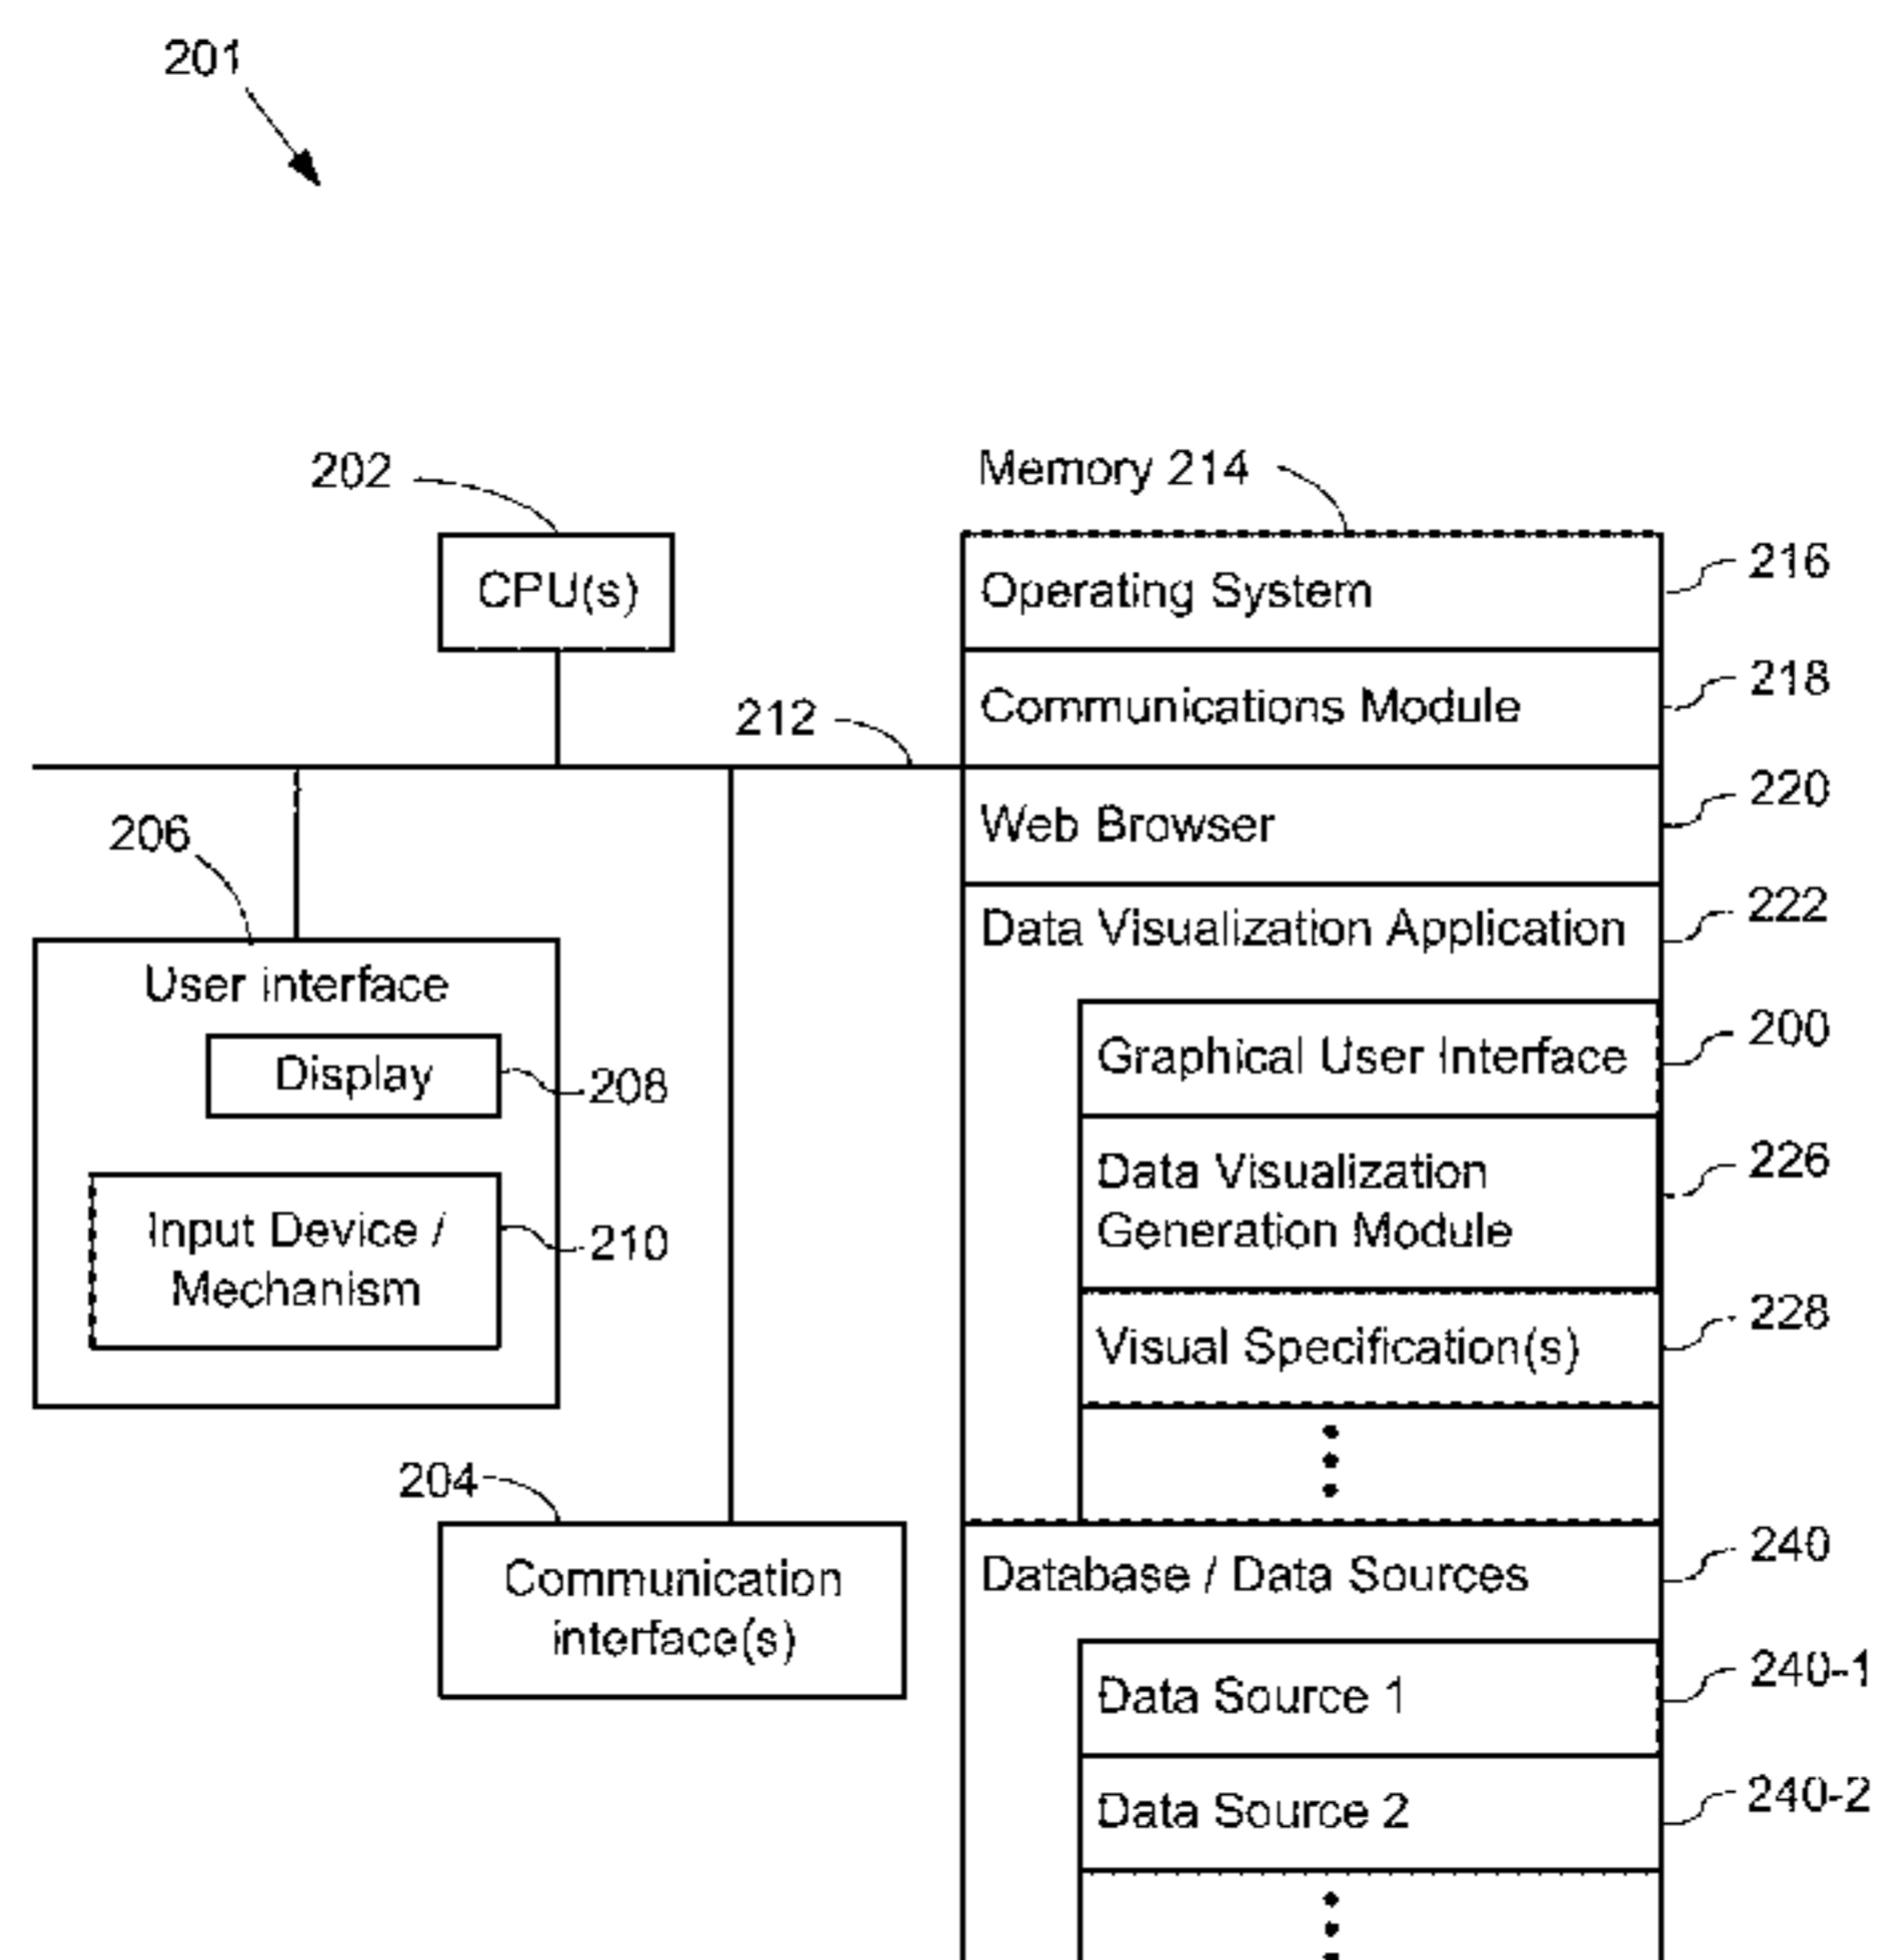 201
202
CPU(s)
212
206
User interface
Display
208
Input Device /
Mechanism
210
204
Communication
interface(s)
Memory 214
Operating System
216
Communications Module
218
Web Browser
220
Data Visualization Application
222
Graphical User Interface
200
Data Visualization
Generation Module
226
Visual Specification(s)
228
Database / Data Sources
240
Data Source 1
240-1
Data Source 2
240-2